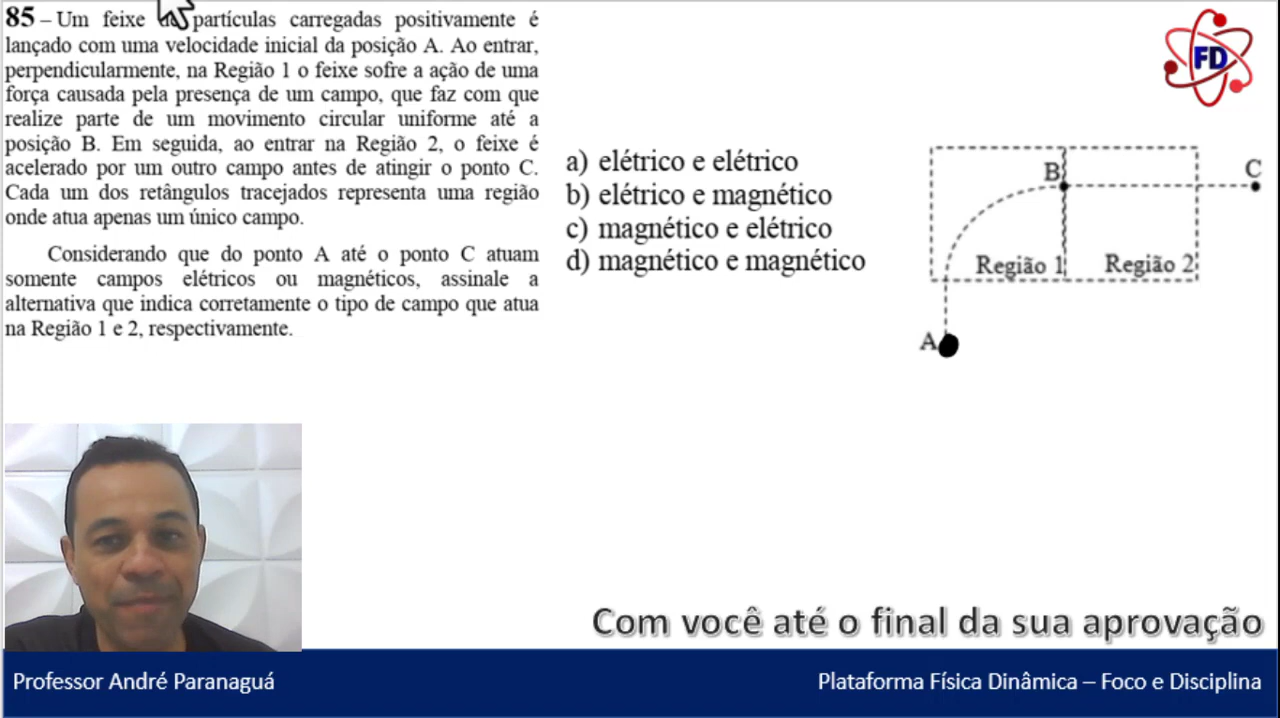 85 – Um feixe de partículas carregadas positivamente é
lançado com uma velocidade inicial da posição A. Ao entrar,
perpendicularmente, na Região 1 o feixe sofre a ação de uma
força causada pela presença de um campo, que faz com que
realize parte de um movimento circular uniforme até a
posição B. Em seguida, ao entrar na Região 2, o feixe é
acelerado por um outro campo antes de atingir o ponto C.
Cada um dos retângulos tracejados representa uma região
onde atua apenas um único campo.
Considerando que do ponto A até o ponto C atuam
somente campos elétricos ou magnéticos, assinale a
alternativa que indica corretamente o tipo de campo que atua
na Região 1 e 2, respectivamente.
a) elétrico e elétrico
b) elétrico e magnético
c) magnético e elétrico
d) magnético e magnético
FD
B
C
Região 1
Região 2
A
Com você até o final da sua aprovação
Professor André Paranaguá
Plataforma Física Dinâmica – Foco e Disciplina